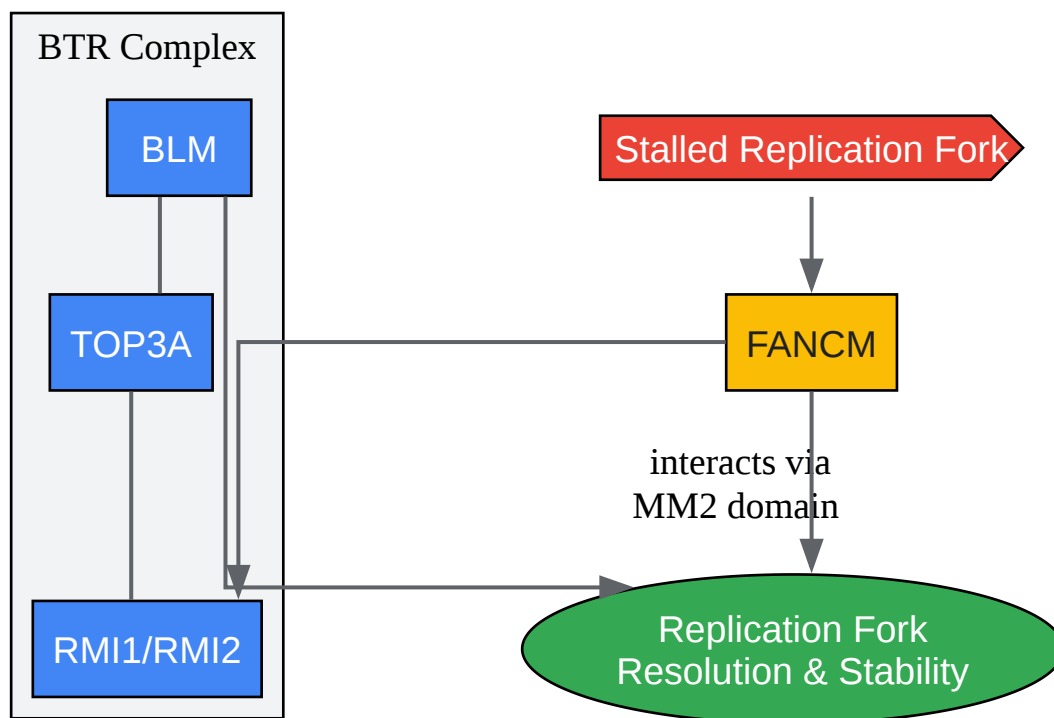 BTR Complex
BLM
Stalled Replication Fork
TOP3A
FANCM
interacts via
MM2 domain
RMI1/RMI2
Replication Fork
Resolution & Stability